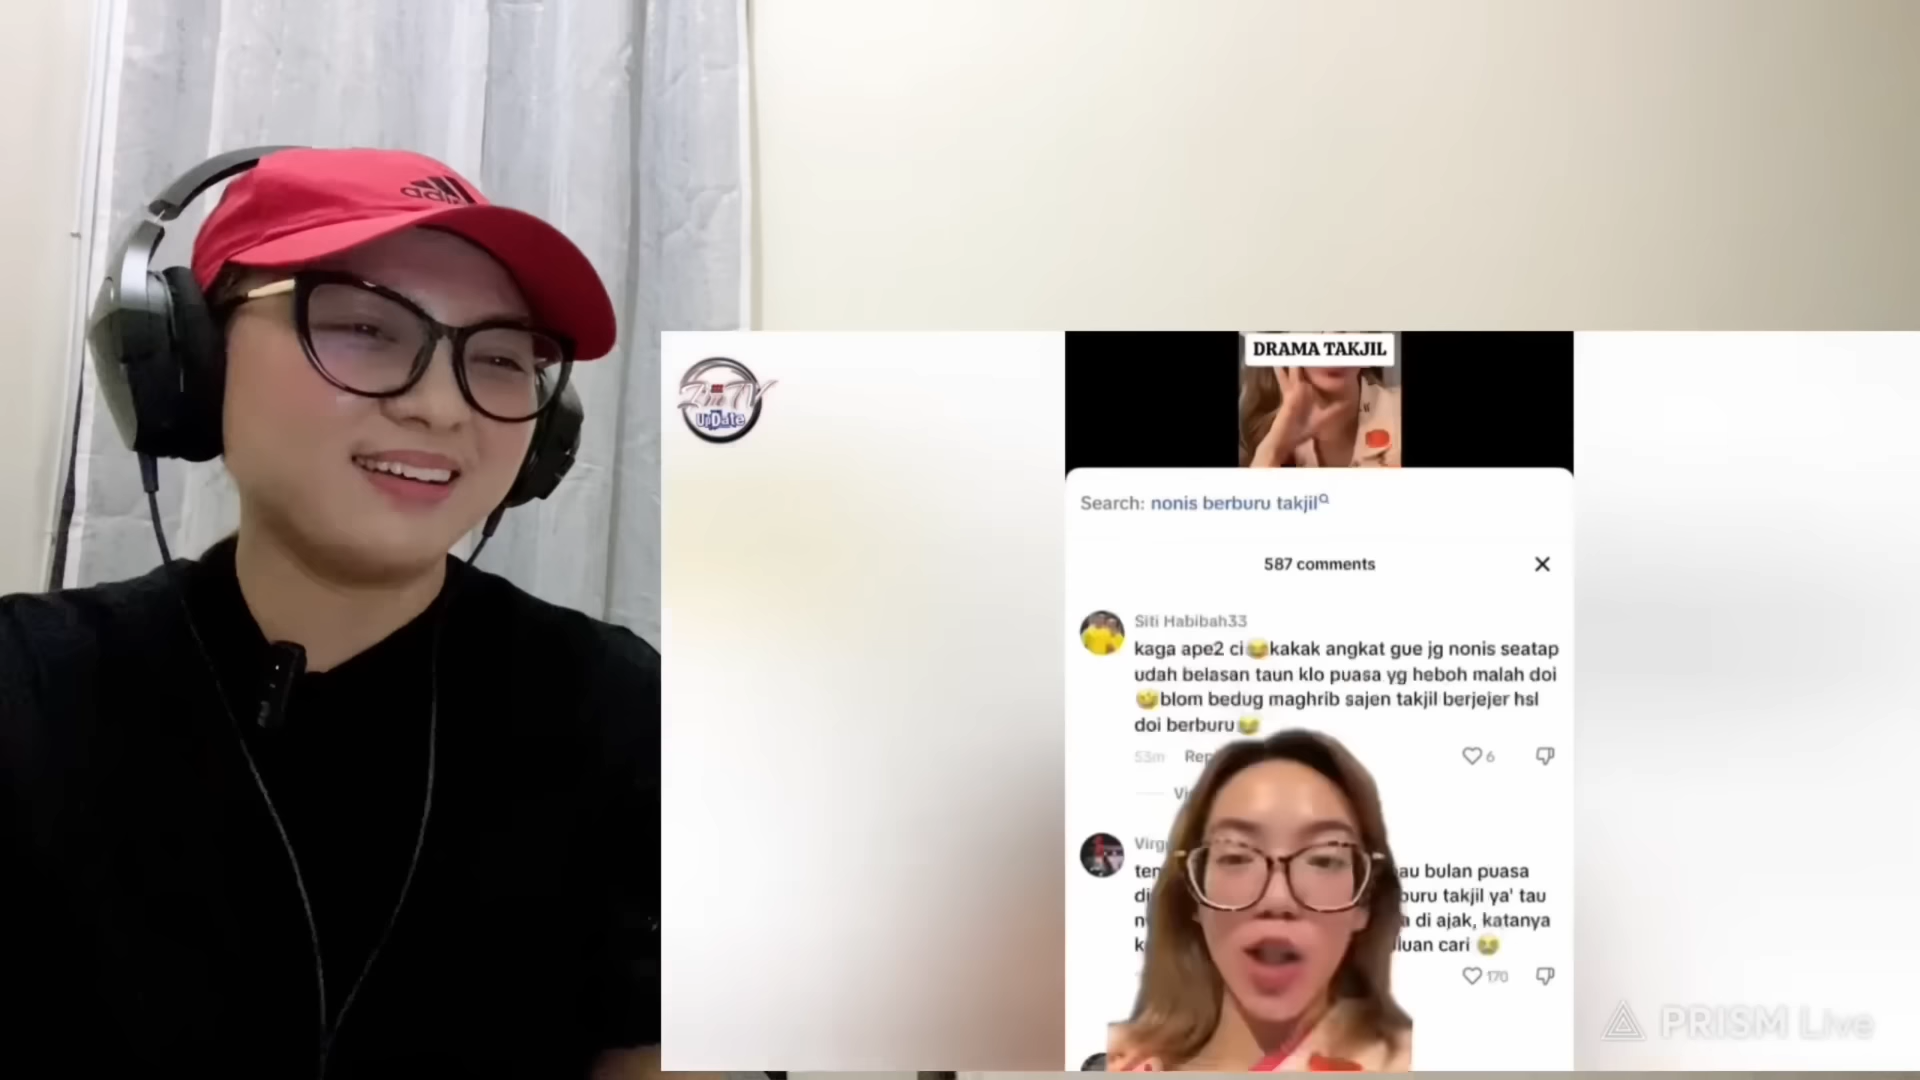 adidas
DRAMA TAKJIL
UpDate
Search: nonis berburu takjil
587 comments
Siti Habibah33
kaga ape2 ci😂kakak angkat gue jg nonis seatap
udah belasan taun klo puasa yg heboh malah doi
🤣blom bedug maghrib sajen takjil berjejer hsl
doi berburu😂
53m
6
au bulan puasa
buru takjil ya' tau
di ajak, katanya
luan cari 😭
170
PRISM Live